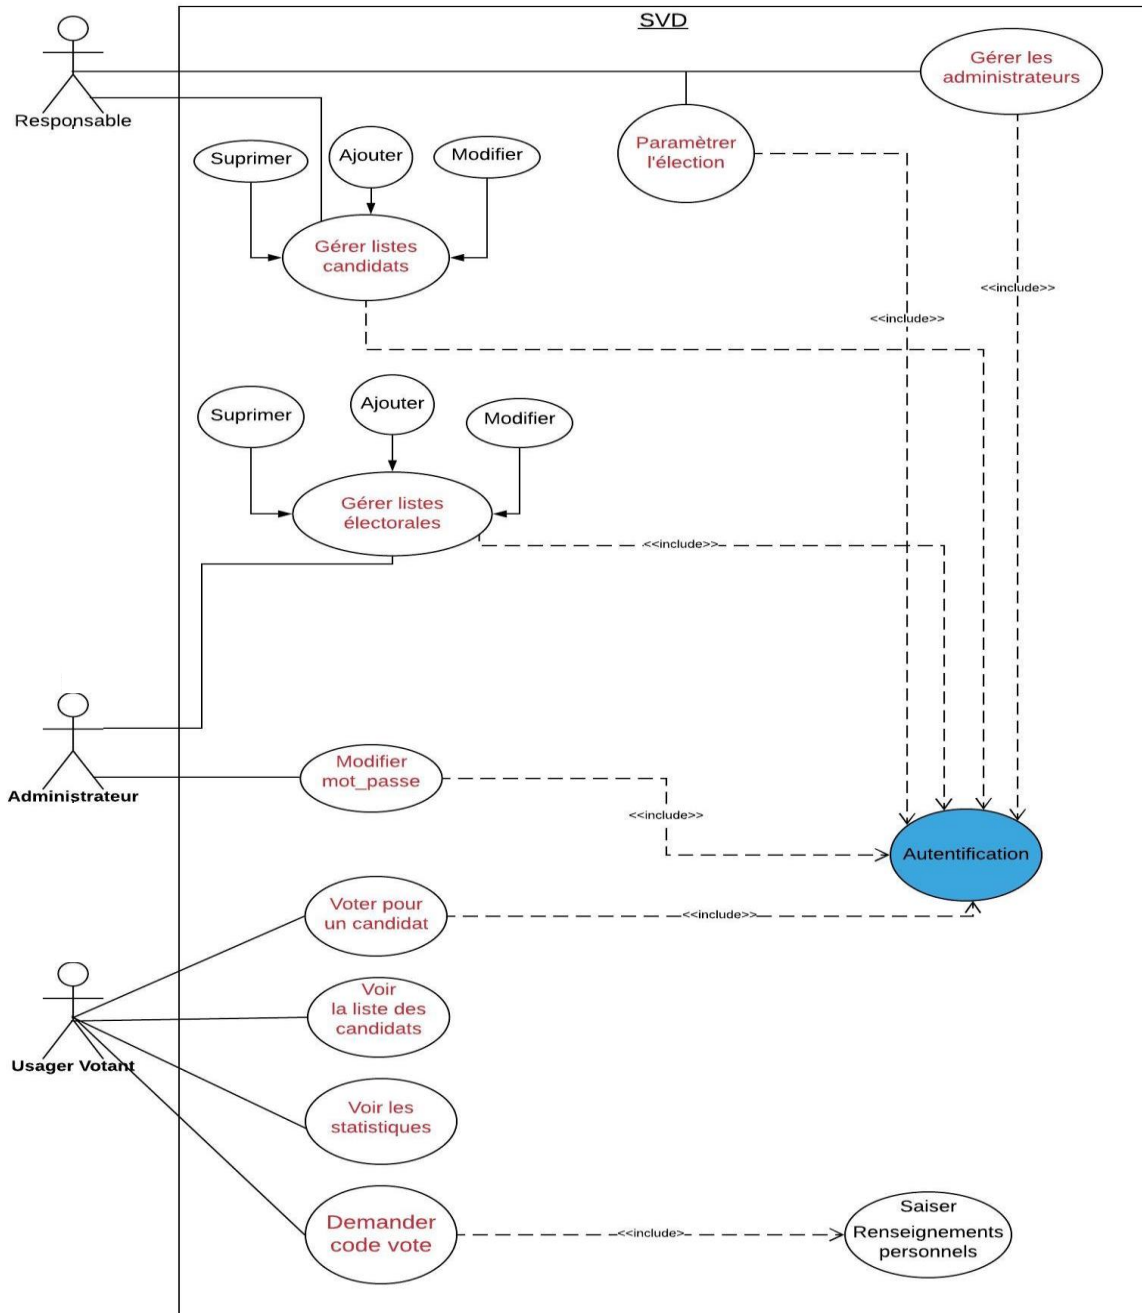 SVD
Gérer les
administrateurs
Responsable
Paramètrer
l'élection
Suprimer
Ajouter
Modifier
Gérer listes
candidats
<<include>>
<<include>>
Suprimer
Ajouter
Modifier
Gérer listes
électorales
<<include>>
Administrateur
Modifier
mot_passe
<<include>>
Autentification
Voter pour
un candidat
<<include>>
Usager Votant
Voir
la liste des
candidats
Voir les
statistiques
Demander
code vote
<<include>
Saiser
Renseignements
personnels